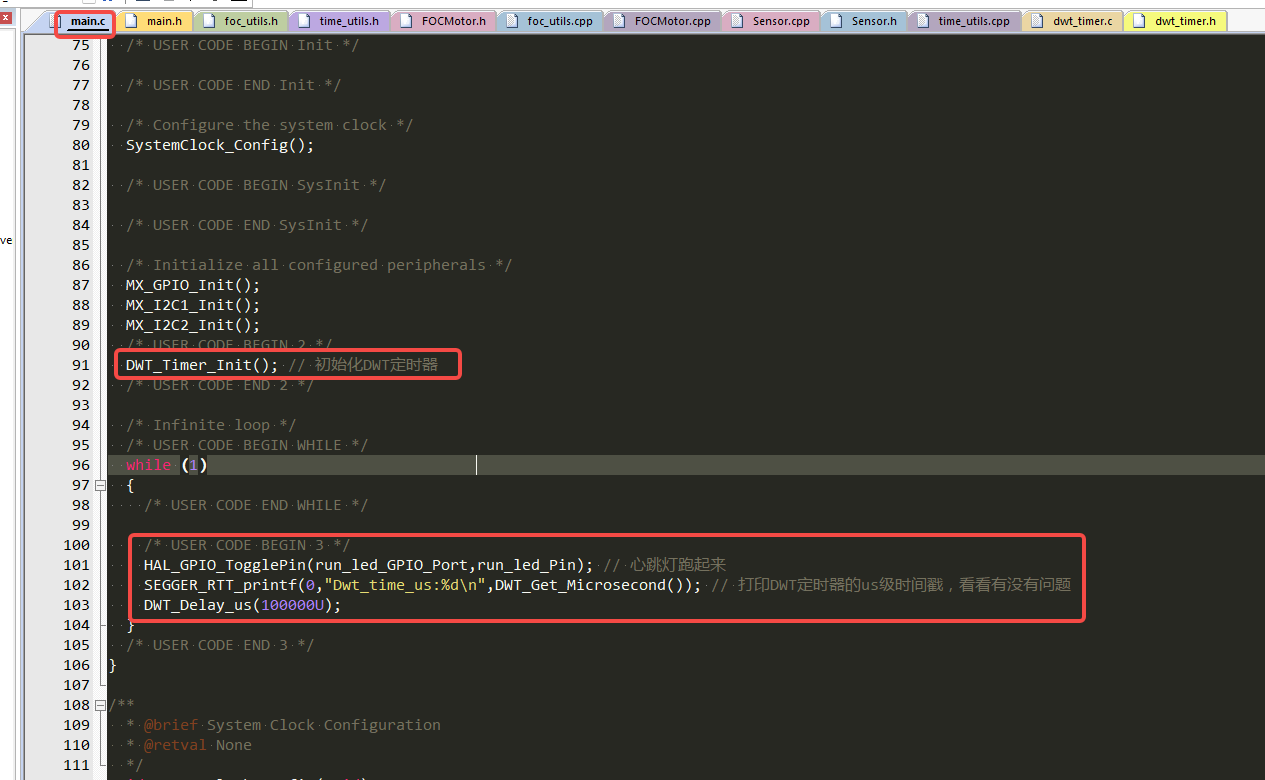 main.c main.h foc_utils.h time_utils.h FOCMotor.h foc_utils.cpp FOCMotor.cpp Sensor.cpp Sensor.h time_utils.cpp dwt_timer.c dwt_timer.h
75 /* USER CODE BEGIN Init */
76
77 /* USER CODE END Init */
78
79 /* Configure the system clock */
80 SystemClock_Config();
81
82 /* USER CODE BEGIN SysInit */
83
84 /* USER CODE END SysInit */
85
86 /* Initialize all configured peripherals */
87 MX_GPIO_Init();
88 MX_I2C1_Init();
89 MX_I2C2_Init();
90 /* USER CODE BEGIN 2 */
91 DWT_Timer_Init(); // 初始化DWT定时器
92 /* USER CODE END 2 */
93
94 /* Infinite loop */
95 /* USER CODE BEGIN WHILE */
96 while (1)
97 {
98 /* USER CODE END WHILE */
99
100 /* USER CODE BEGIN 3 */
101 HAL_GPIO_TogglePin(run_led_GPIO_Port,run_led_Pin); // 心跳灯跑起来
102 SEGGER_RTT_printf(0,"Dwt_time_us:%d\n",DWT_Get_Microsecond()); // 打印DWT定时器的us级时间戳，看看有没有问题
103 DWT_Delay_us(100000U);
104 }
105 /* USER CODE END 3 */
106 }
107
108 /**
109 * @brief System Clock Configuration
110 * @retval None
111 */
ve